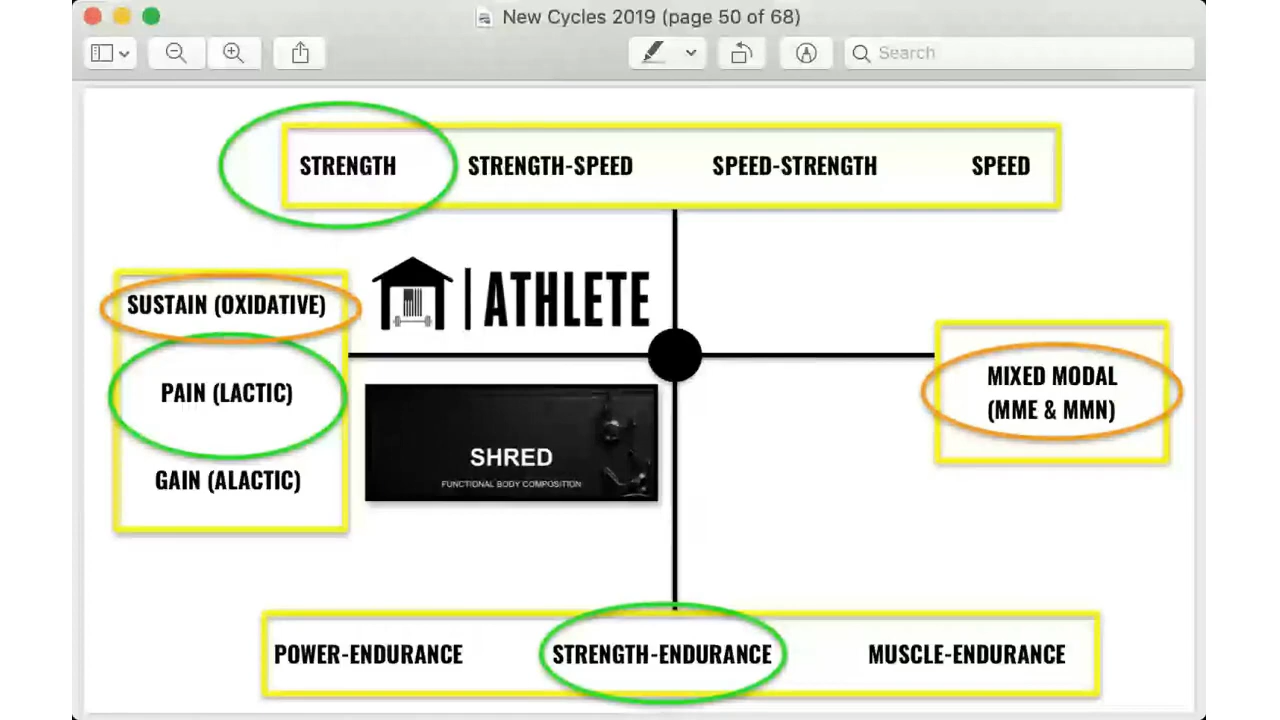 New Cycles 2019 (page 50 of 68)
Search
STRENGTH STRENGTH-SPEED SPEED-STRENGTH SPEED
SUSTAIN (OXIDATIVE)
PAIN (LACTIC)
GAIN (ALACTIC)
ATHLETE
SHRED
FUNCTIONAL BODY COMPOSITION
MIXED MODAL
(MME & MMN)
POWER-ENDURANCE STRENGTH-ENDURANCE MUSCLE-ENDURANCE